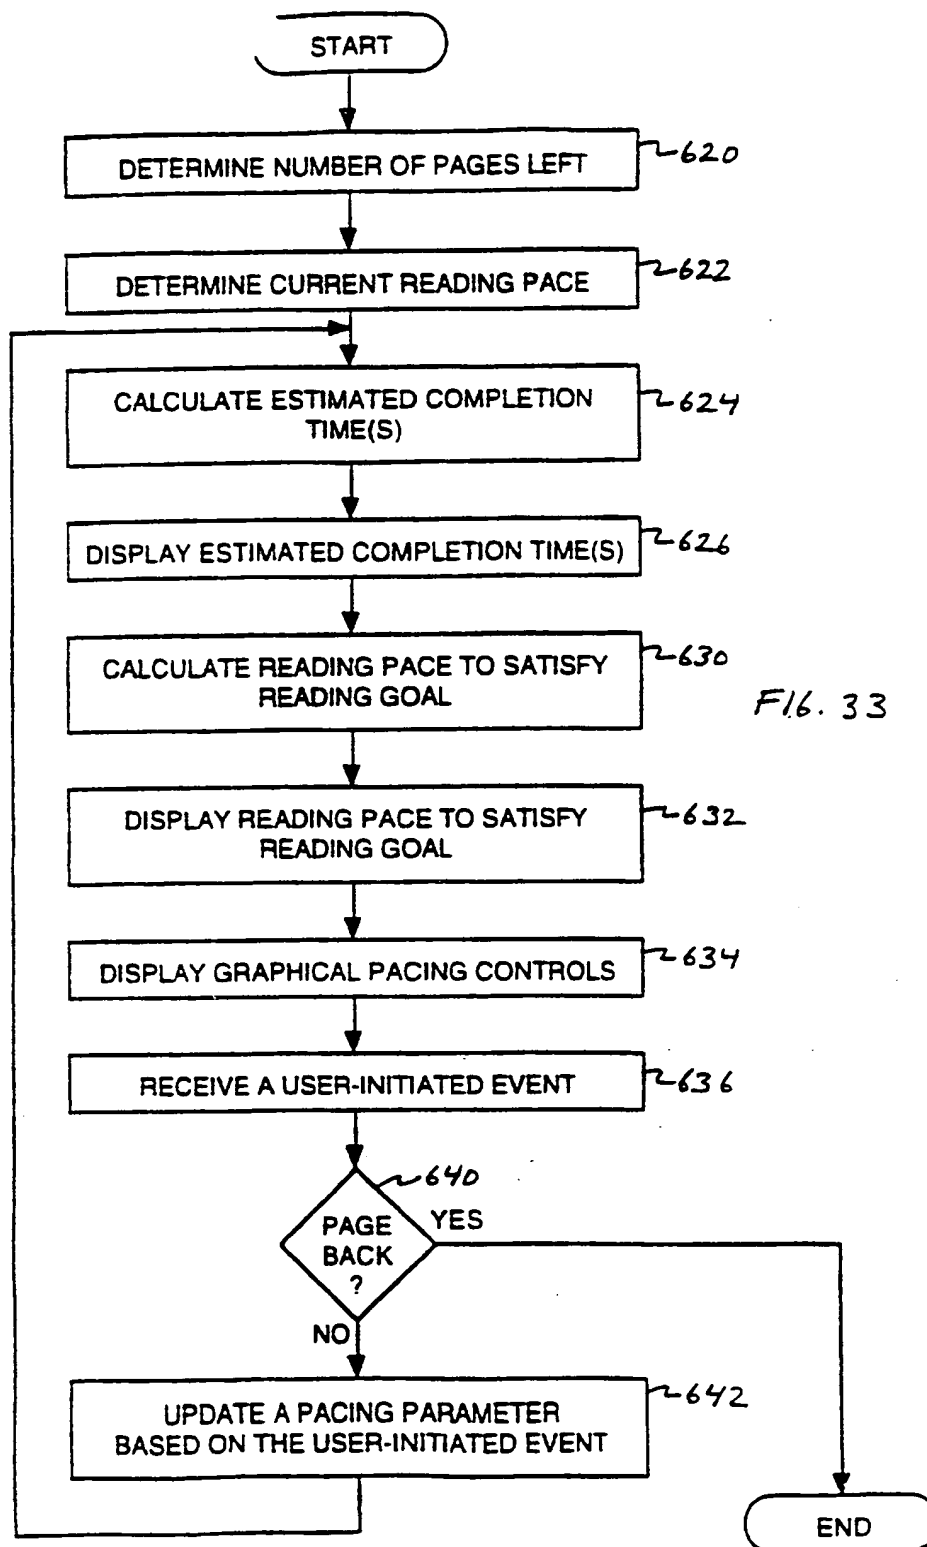 START
DETERMINE NUMBER OF PAGES LEFT
620
DETERMINE CURRENT READING PACE
622
CALCULATE ESTIMATED COMPLETION
TIME(S)
624
DISPLAY ESTIMATED COMPLETION TIME(S)
626
CALCULATE READING PACE TO SATISFY
READING GOAL
630
FIG. 33
DISPLAY READING PACE TO SATISFY
READING GOAL
632
DISPLAY GRAPHICAL PACING CONTROLS
634
RECEIVE A USER-INITIATED EVENT
636
640
PAGE
BACK
?
YES
NO
UPDATE A PACING PARAMETER
BASED ON THE USER-INITIATED EVENT
642
END